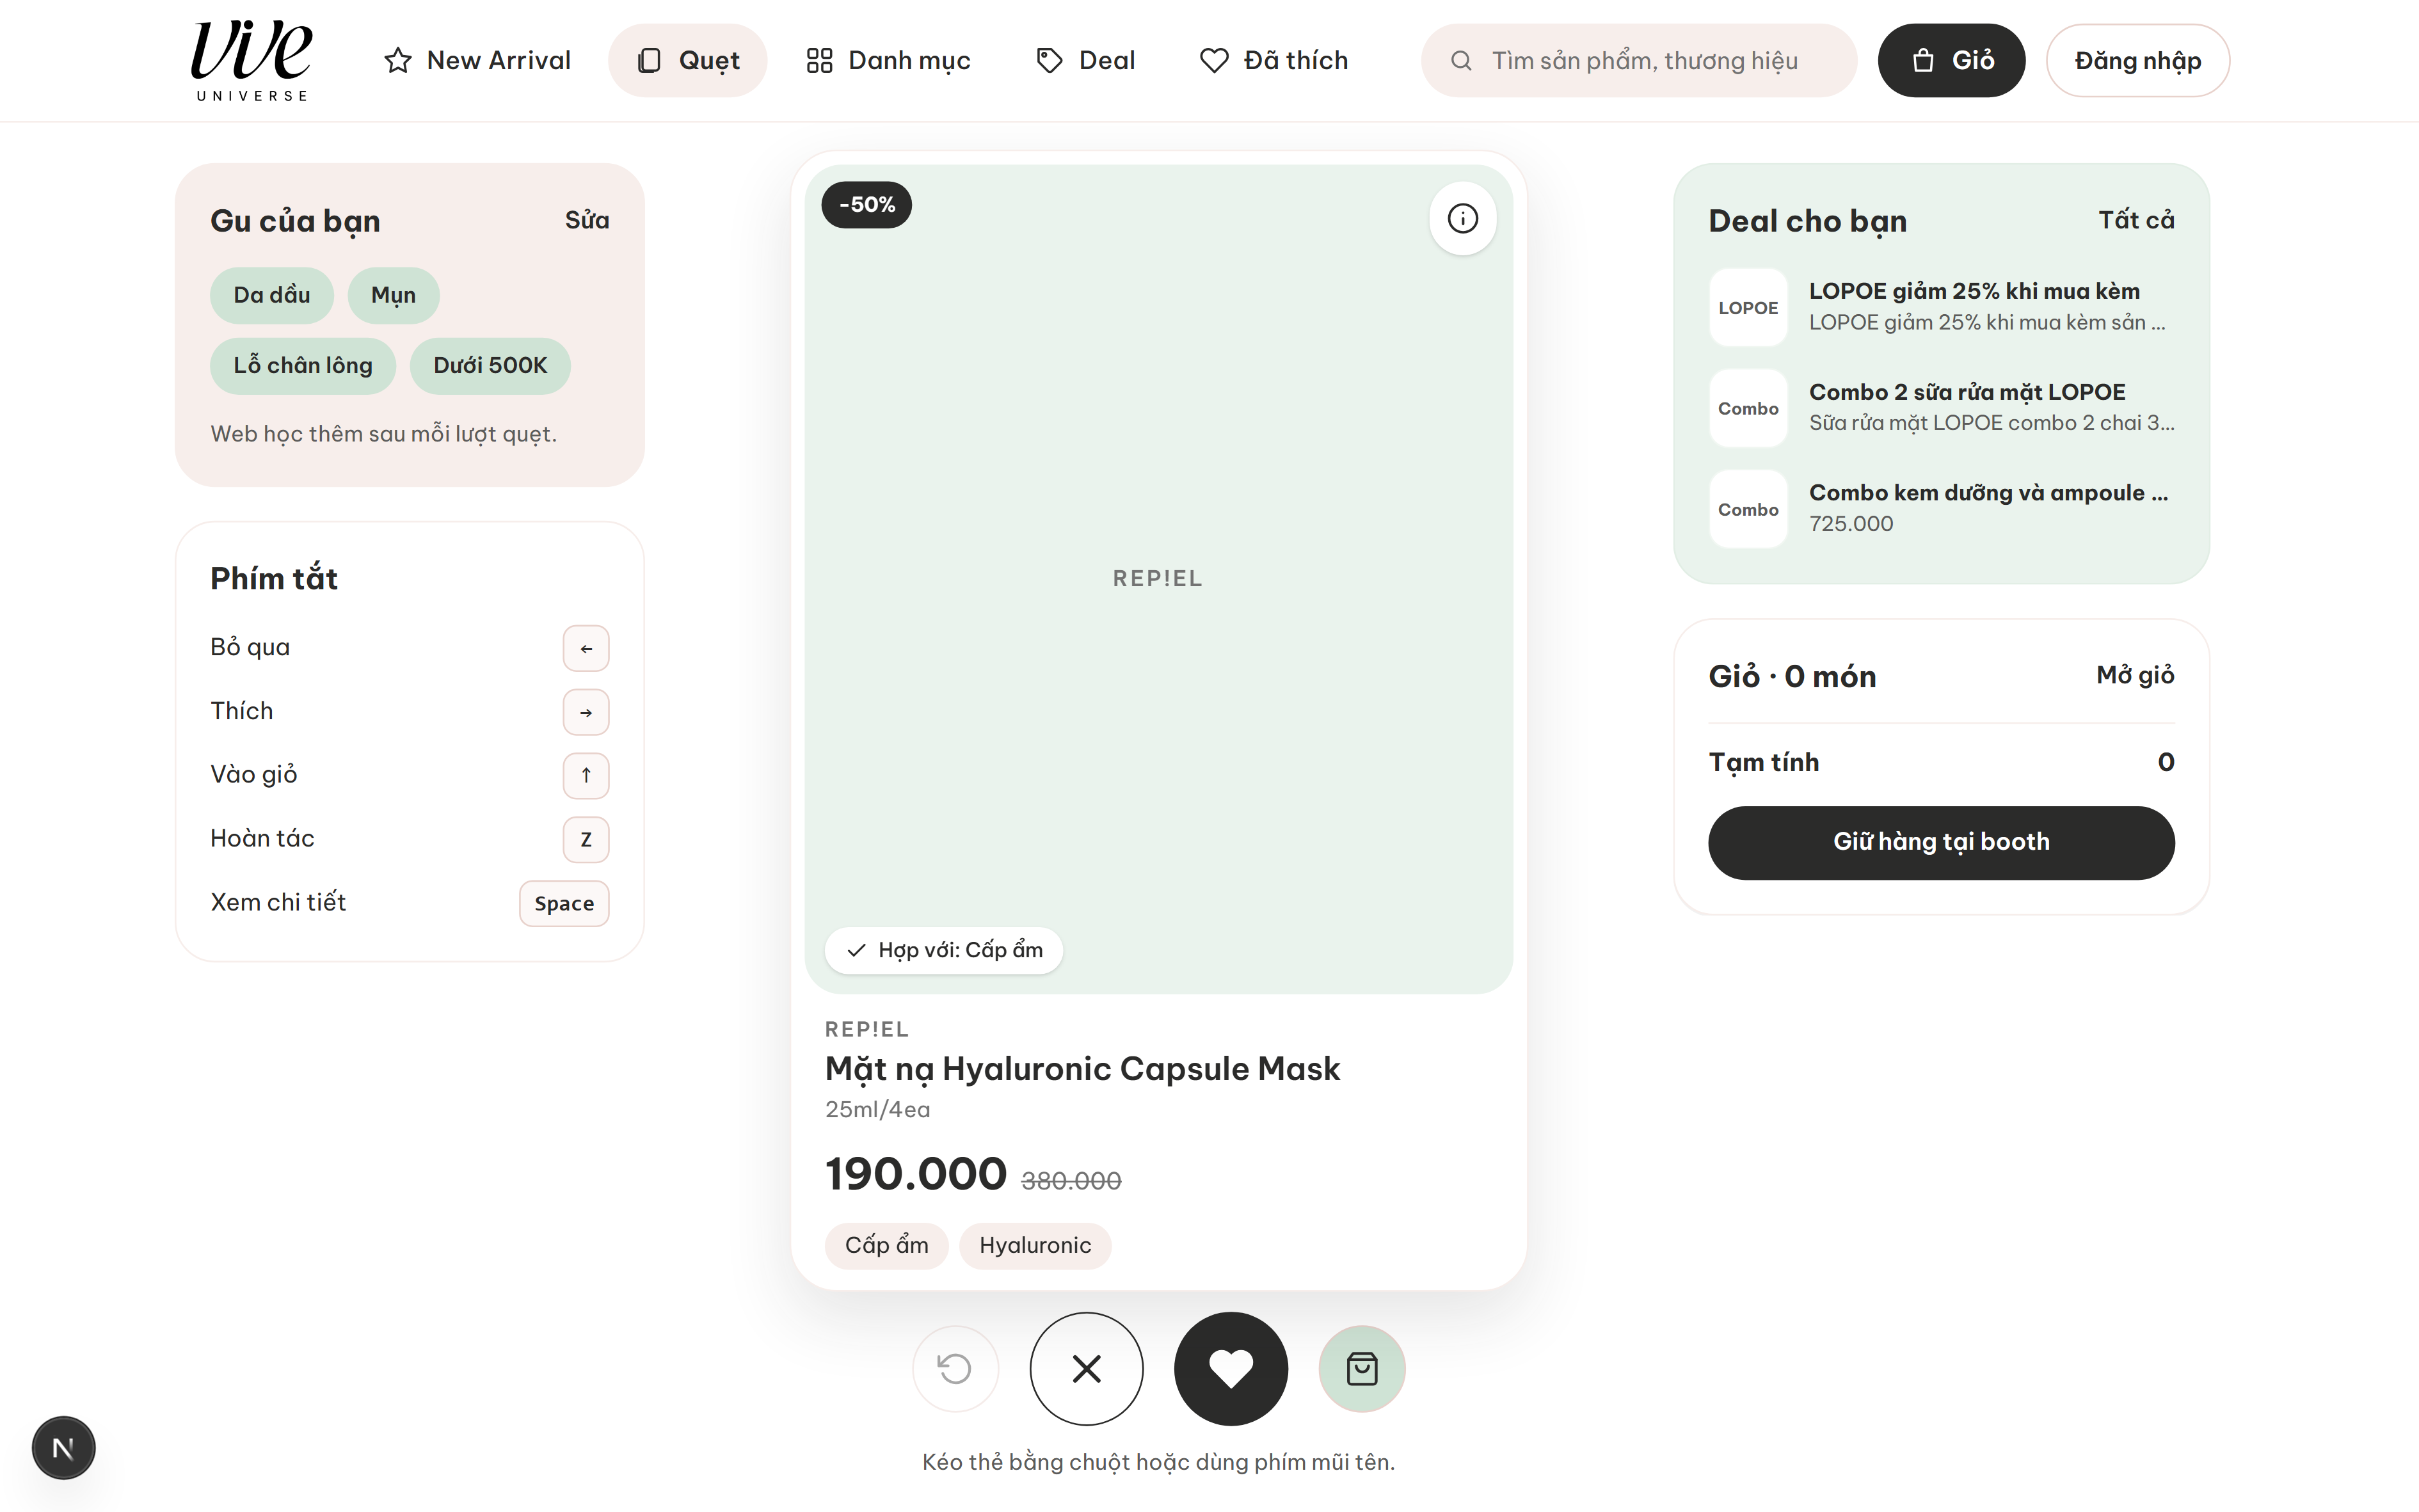 Vive
UNIVERSE
New Arrival
Quẹt
Danh mục
Deal
Đã thích
Tìm sản phẩm, thương hiệu
Giỏ
Đăng nhập
Gu của bạn
Sửa
Da dầu
Mụn
Lỗ chân lông
Dưới 500K
Web học thêm sau mỗi lượt quẹt.
Phím tắt
Bỏ qua
←
Thích
→
Vào giỏ
↑
Hoàn tác
Z
Xem chi tiết
Space
-50%
REP!EL
Hợp với: Cấp ẩm
REP!EL
Mặt nạ Hyaluronic Capsule Mask
25ml/4ea
190.000 380.000
Cấp ẩm
Hyaluronic
Kéo thẻ bằng chuột hoặc dùng phím mũi tên.
Deal cho bạn
Tất cả
LOPOE
LOPOE giảm 25% khi mua kèm
LOPOE giảm 25% khi mua kèm sản ...
Combo
Combo 2 sữa rửa mặt LOPOE
Sữa rửa mặt LOPOE combo 2 chai 3...
Combo
Combo kem dưỡng và ampoule ...
725.000
Giỏ · 0 món
Mở giỏ
Tạm tính
0
Giữ hàng tại booth
N